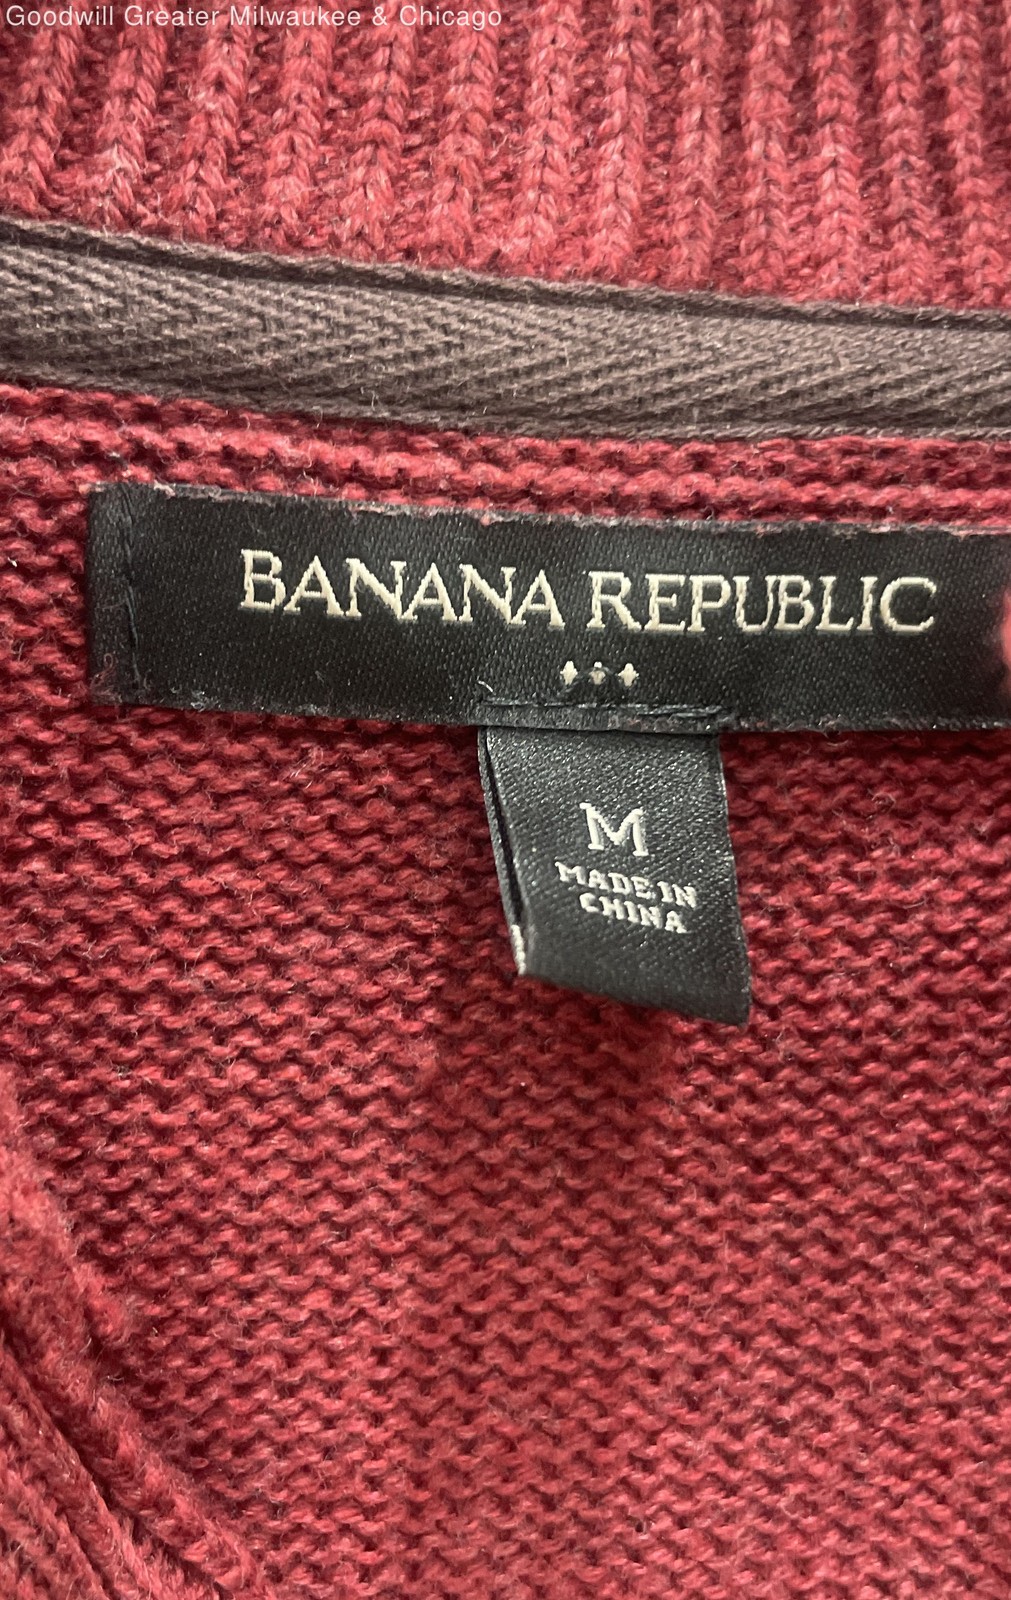 Goodwill Greater Milwaukee & Chicago
BANANA REPUBLIC
M
MADE IN
CHINA